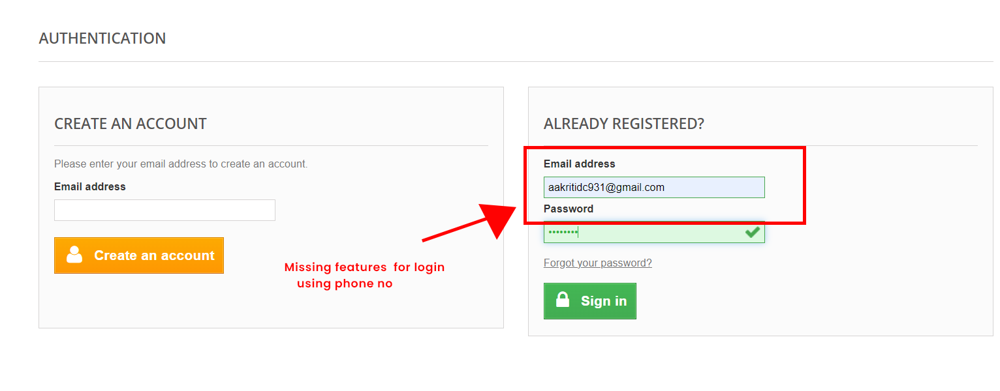 AUTHENTICATION
CREATE AN ACCOUNT
Please enter your email address to create an account.
Email address
Create an account
Missing features for login
using phone no
ALREADY REGISTERED?
Email address
aakritidc931@gmail.com
Password
••••••••
Forgot your password?
Sign in